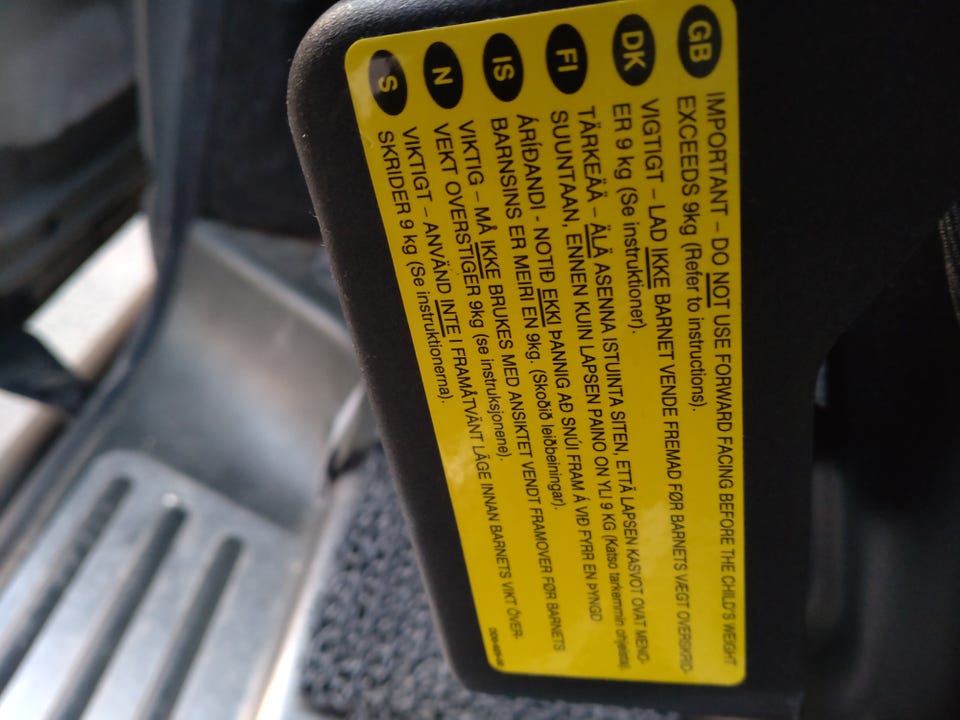 GB IMPORTANT – DO NOT USE FORWARD FACING BEFORE THE CHILD'S WEIGHT
EXCEEDS 9kg (Refer to instructions).
DK VIGTIGT – LAD IKKE BARNET VENDE FREMAD FØR BARNETS VÆGT OVERSKRID-
ER 9 kg (Se instruktioner).
FI TÄRKEÄÄ – ÄLÄ ASENNA ISTUINTA SITEN, ETTÄ LAPSEN KASVOT OVAT MENO-
SUUNTAAN, ENNEN KUIN LAPSEN PAINO ON YLI 9 KG (Katso tarkemmin ohjeista)
IS ÁRÍÐANDI - NOTIÐ EKKI ÞANNIG AÐ SNÚI FRAM Á VIÐ FYRR EN ÞYNGD
BARNSINS ER MEIRI EN 9kg. (Skoðið leiðbeiningar).
N VIKTIG – MÅ IKKE BRUKES MED ANSIKTET VENDT FRAMOVER FØR BARNETS
VEKT OVERSTIGER 9kg (se instruksjonene).
S VIKTIGT – ANVÄND INTE I FRAMÅTVÄNT LÄGE INNAN BARNETS VIKT ÖVER-
SKRIDER 9 kg (Se instruktionerna).